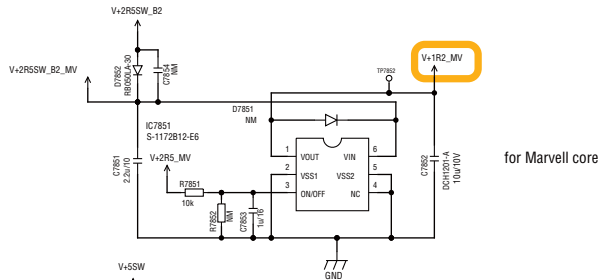 V+2R5SW_B2
V+2R5SW_B2_MV
D7852
RB050LA-30
C7854
NM
V+1R2_MV
TP7852
D7851
NM
IC7851
S-1172B12-E6
V+2R5_MV
C7851
2.2u/10
R7851
10k
R7852
NM
C7853
1u/16
1 VOUT VIN 6
2 VSS1 VSS2 5
3 ON/OFF NC 4
C7852
DCH1201-A
10u/10V
for Marvell core
GND
V+5SW